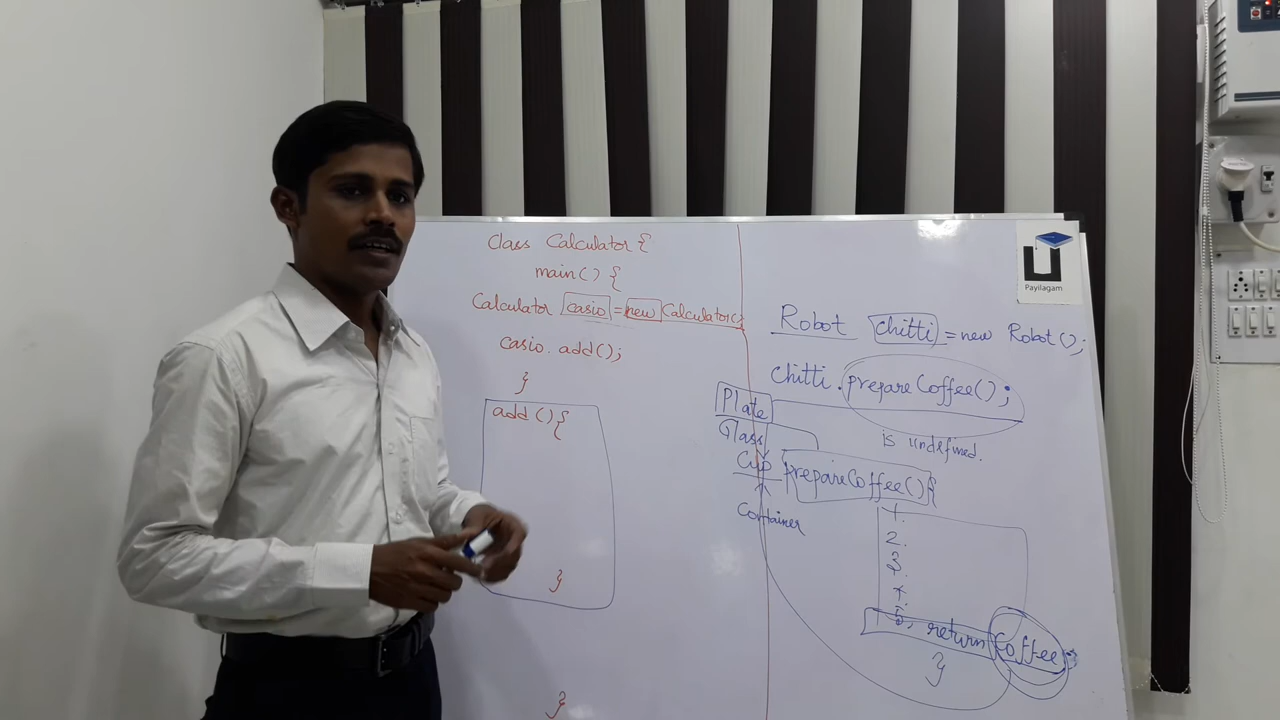 Class Calculator {
main() {
Calculator casio = new Calculator()
casio. add();
}
add () {
}
}
Payilagam
Robot chitti = new Robot();
chitti . prepareCoffee();
is undefined.
Plate
Glass
Cup prepareCoffee() {
Container
1.
2.
3.
5. return Coffee;
}